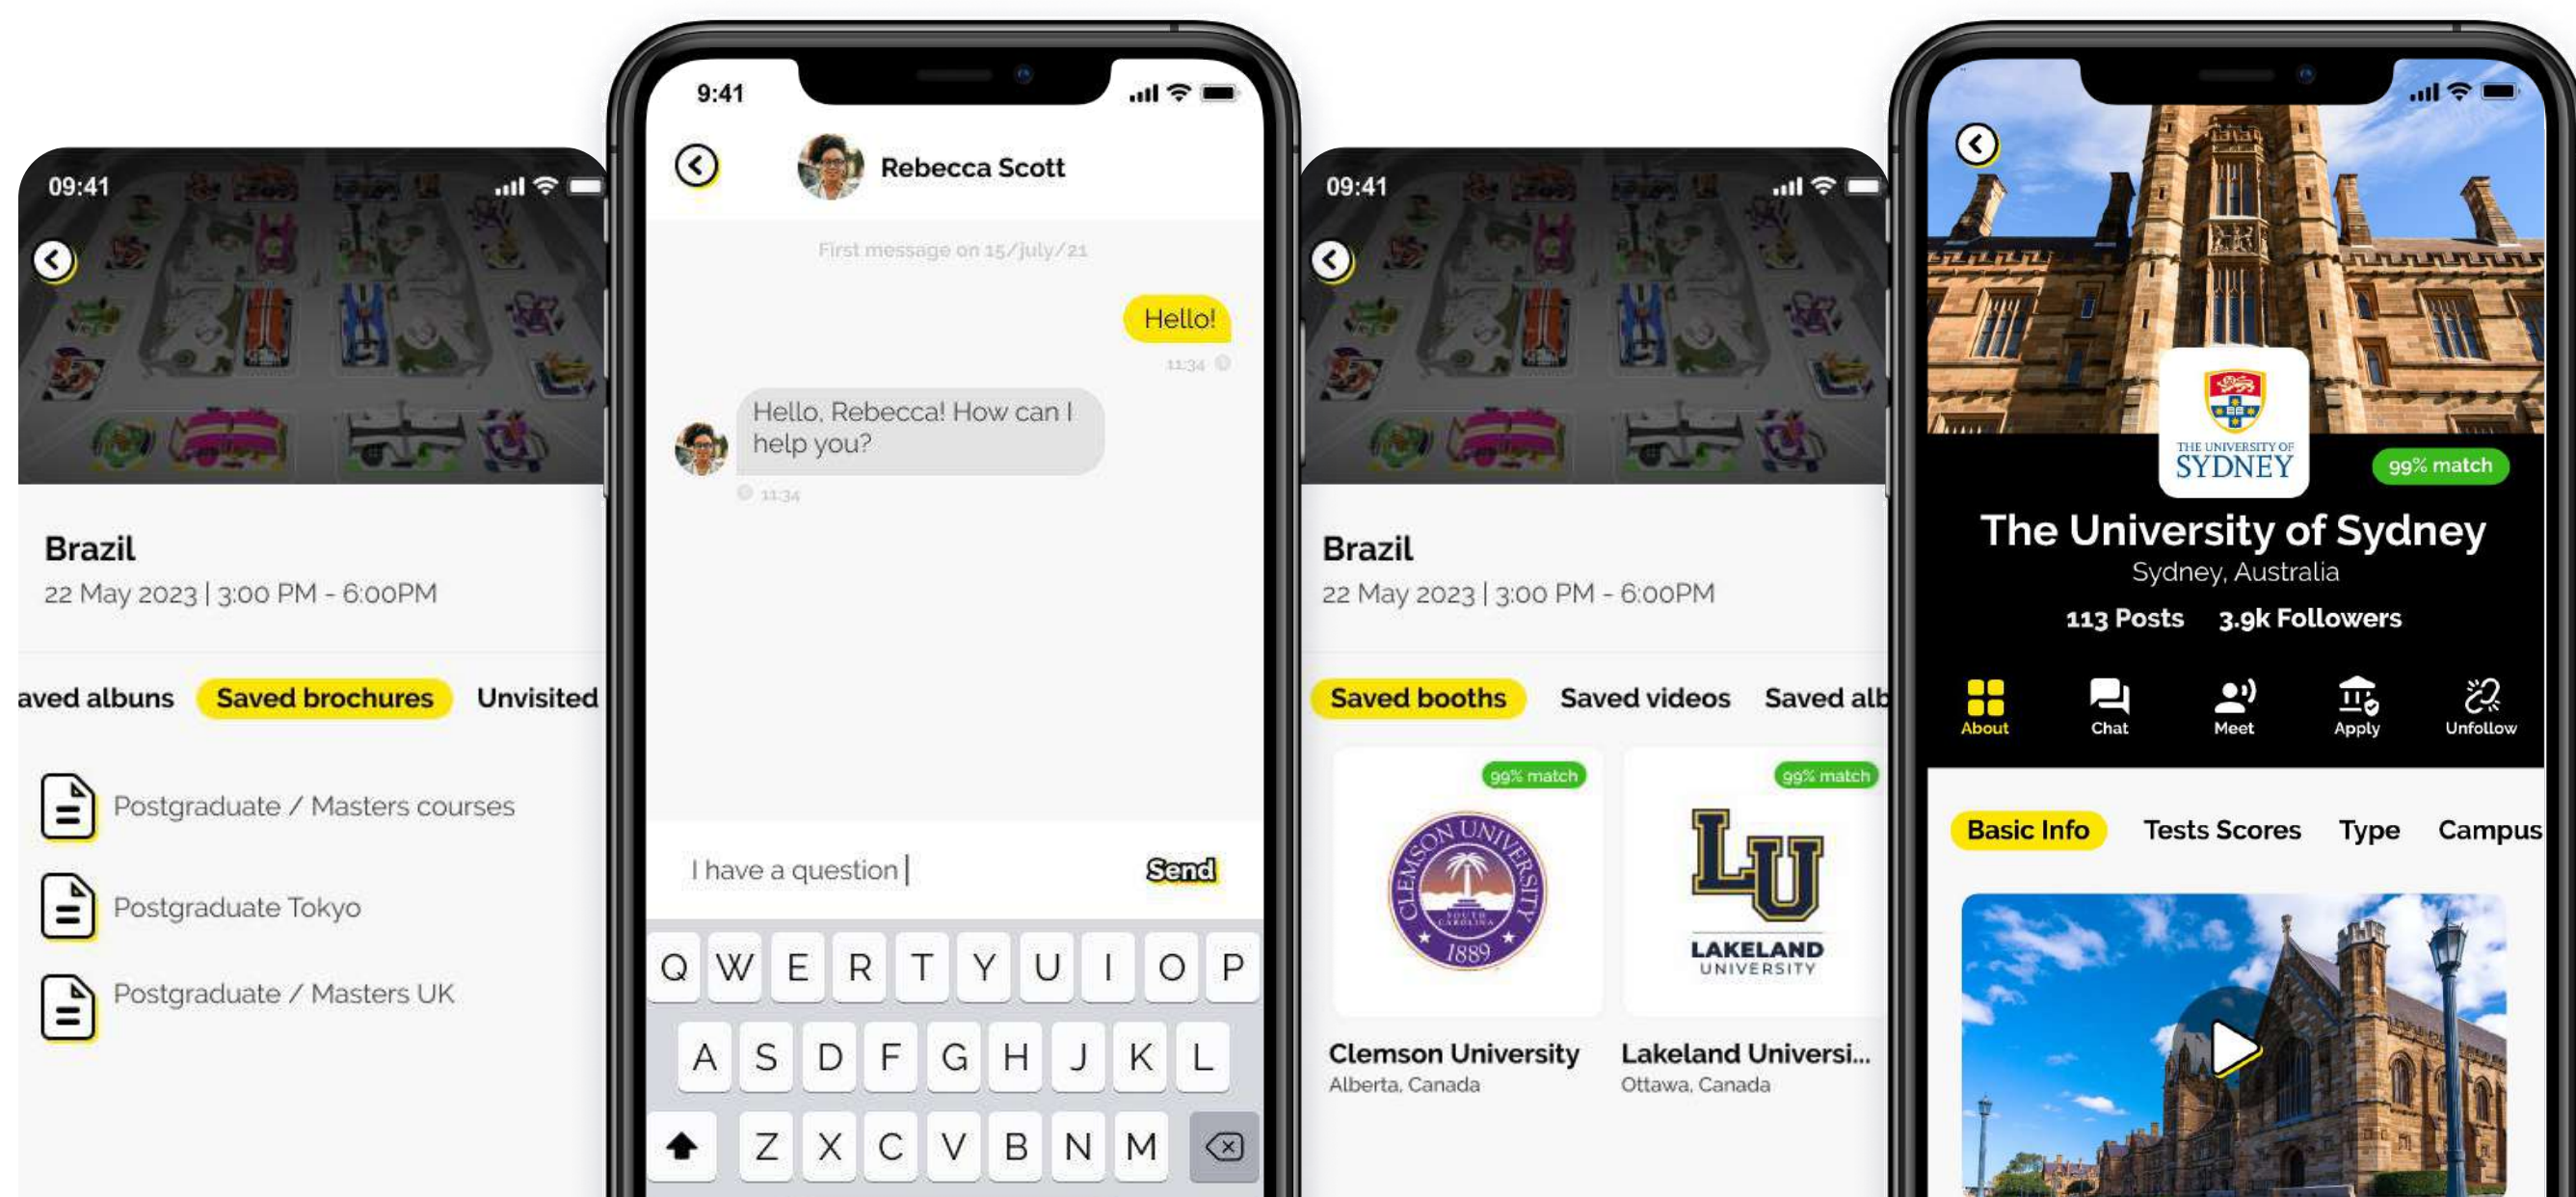 09:41
Brazil
22 May 2023 | 3:00 PM - 6:00PM
aved albuns
Saved brochures
Unvisited
Postgraduate / Masters courses
Postgraduate Tokyo
Postgraduate / Masters UK
9:41
Rebecca Scott
First message on 15/july/21
Hello!
11:34
Hello, Rebecca! How can I
help you?
11:34
I have a question
Send
Q W E R T Y U I O P
A S D F G H J K L
Z X C V B N M
09:41
Brazil
22 May 2023 | 3:00 PM - 6:00PM
Saved booths
Saved videos
Saved alb
99% match
CLEMSON UNIVERSITY
SOUTH
CAROLINA
1889
Clemson University
Alberta, Canada
99% match
LU
LAKELAND
UNIVERSITY
Lakeland Universi...
Ottawa, Canada
THE UNIVERSITY OF
SYDNEY
99% match
The University of Sydney
Sydney, Australia
113 Posts 3.9k Followers
About
Chat
Meet
Apply
Unfollow
Basic Info
Tests Scores
Type
Campus